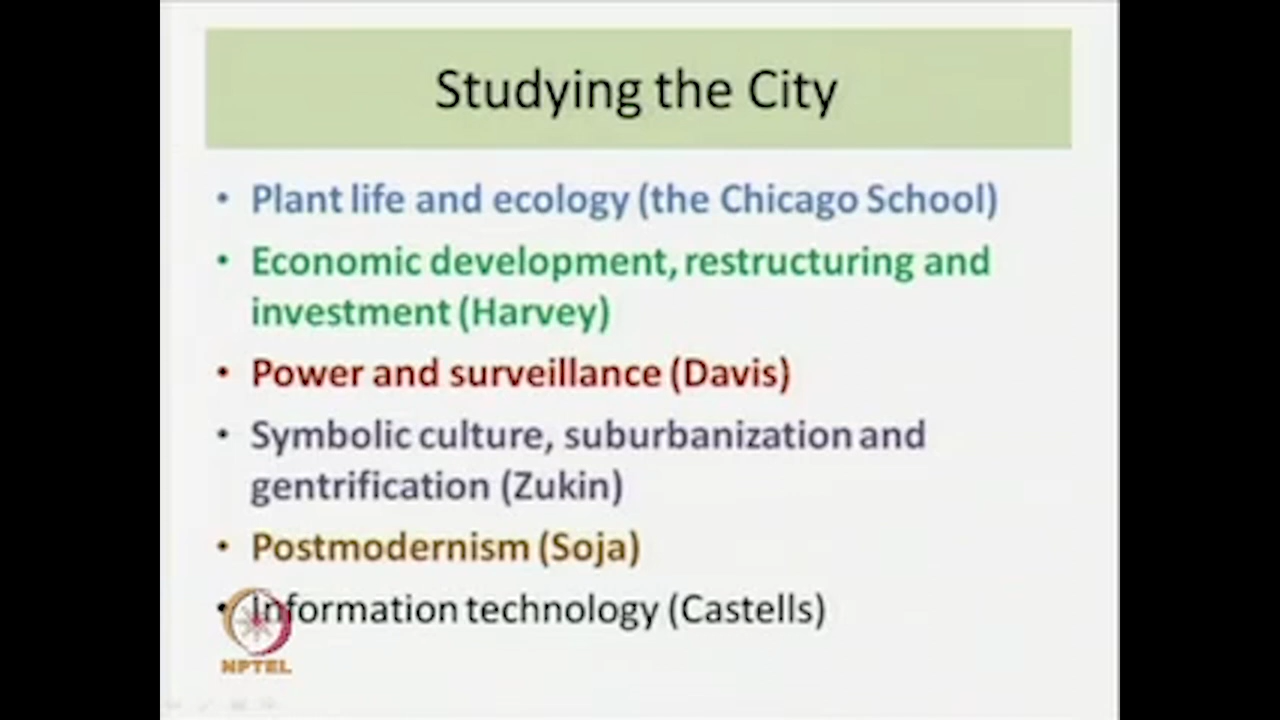 Studying the City
• Plant life and ecology (the Chicago School)
• Economic development, restructuring and
investment (Harvey)
• Power and surveillance (Davis)
• Symbolic culture, suburbanization and
gentrification (Zukin)
• Postmodernism (Soja)
• Information technology (Castells)
NPTEL